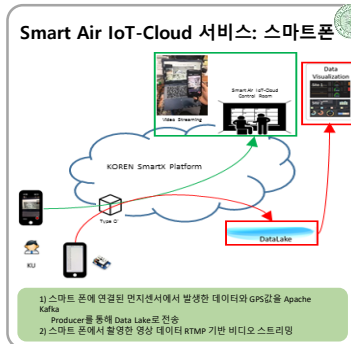 Smart Air IoT-Cloud 서비스: 스마트폰
Data
Visualization
Smart Air IoT-Cloud
Control Room
Video Streaming
KOREN SmartX Platform
Type O'
KU
DataLake
1) 스마트 폰에 연결된 먼지센서에서 발생한 데이터와 GPS값을 Apache
Kafka
Producer를 통해 Data Lake로 전송
2) 스마트 폰에서 촬영한 영상 데이터 RTMP 기반 비디오 스트리밍